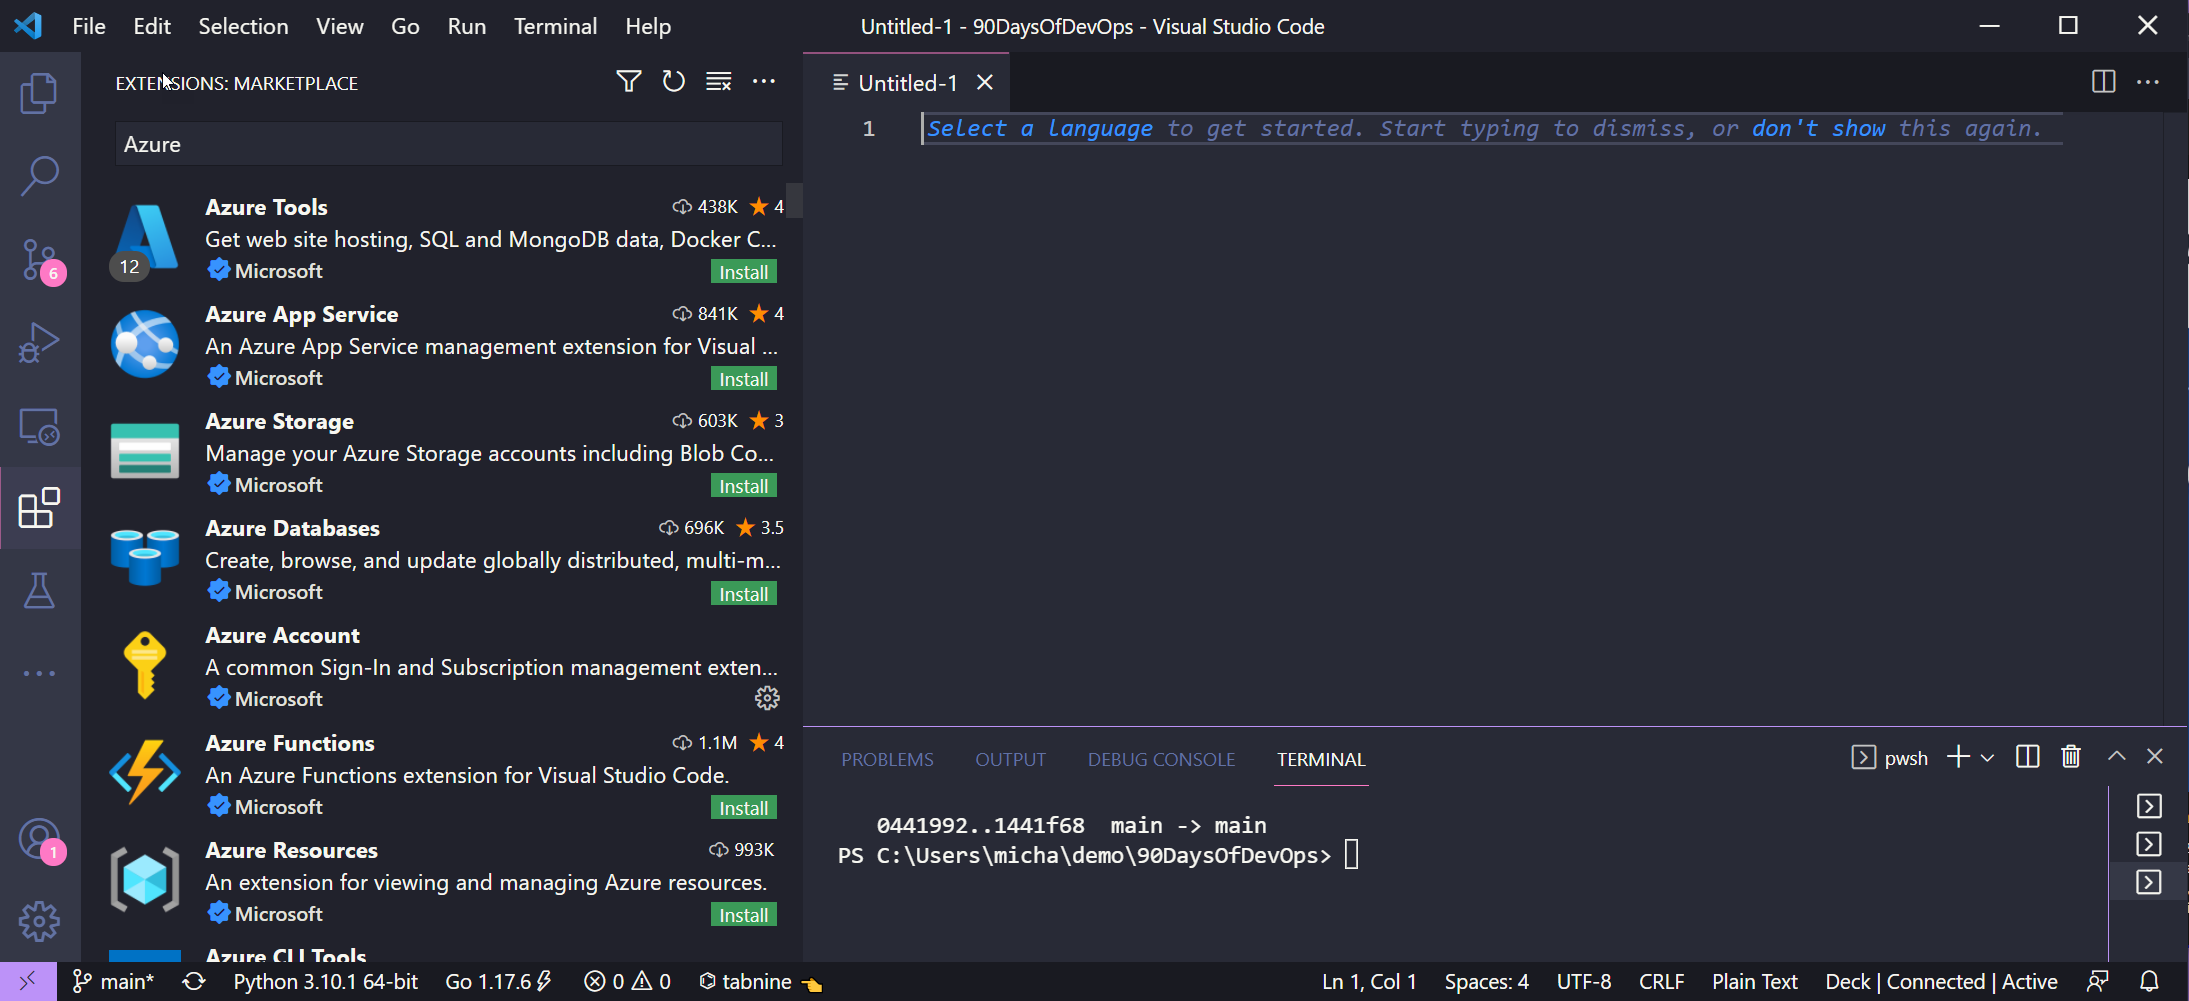 File Edit Selection View Go Run Terminal Help
Untitled-1 - 90DaysOfDevOps - Visual Studio Code
EXTENSIONS: MARKETPLACE
Azure
Azure Tools 438K 4
Get web site hosting, SQL and MongoDB data, Docker C...
12
Microsoft Install
Azure App Service 841K 4
An Azure App Service management extension for Visual ...
Microsoft Install
Azure Storage 603K 3
Manage your Azure Storage accounts including Blob Co...
Microsoft Install
Azure Databases 696K 3.5
Create, browse, and update globally distributed, multi-m...
Microsoft Install
Azure Account
A common Sign-In and Subscription management exten...
Microsoft
Azure Functions 1.1M 4
An Azure Functions extension for Visual Studio Code.
Microsoft Install
Azure Resources 993K
An extension for viewing and managing Azure resources.
Microsoft Install
Azure CLI Tools
6
1
Untitled-1
1 Select a language to get started. Start typing to dismiss, or don't show this again.
PROBLEMS OUTPUT DEBUG CONSOLE TERMINAL
pwsh
0441992..1441f68 main -> main
PS C:\Users\micha\demo\90DaysOfDevOps>
main* Python 3.10.1 64-bit Go 1.17.6 0 0 tabnine
Ln 1, Col 1 Spaces: 4 UTF-8 CRLF Plain Text Deck | Connected | Active